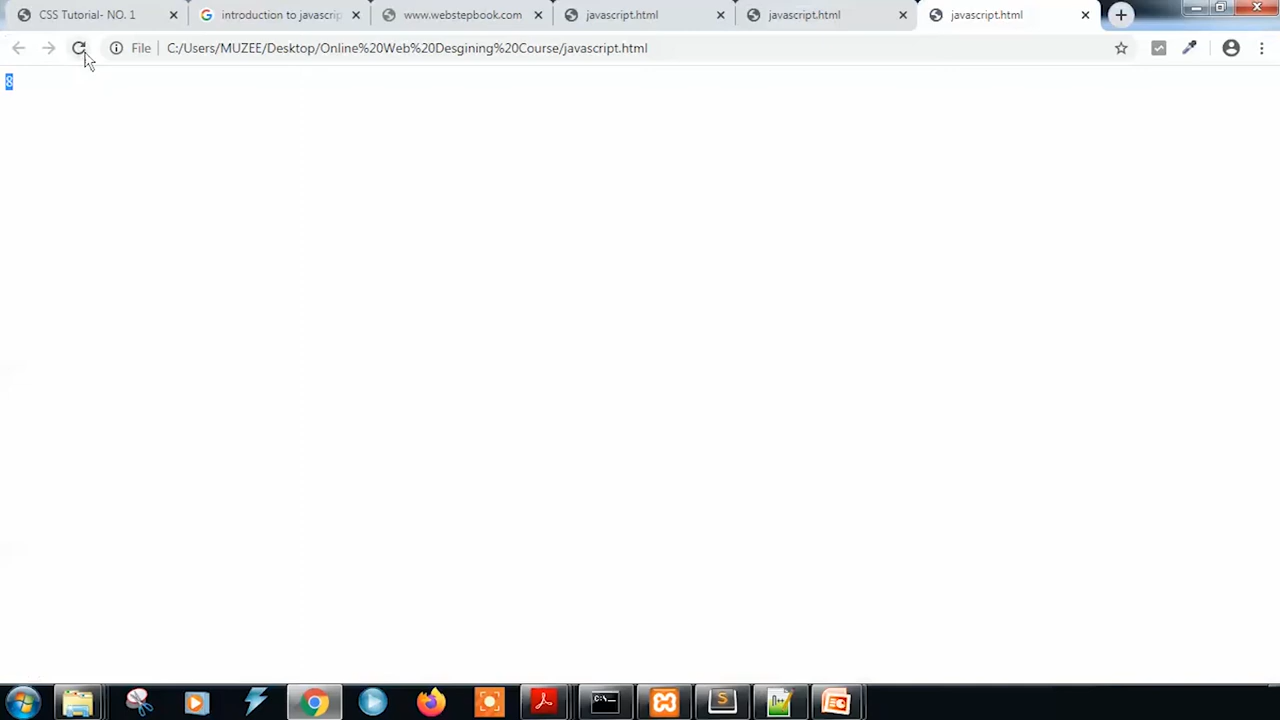 CSS Tutorial- NO. 1
introduction to javascrip
www.webstepbook.com
javascript.html
javascript.html
javascript.html
File
C:/Users/MUZEE/Desktop/Online%20Web%20Desgining%20Course/javascript.html
8